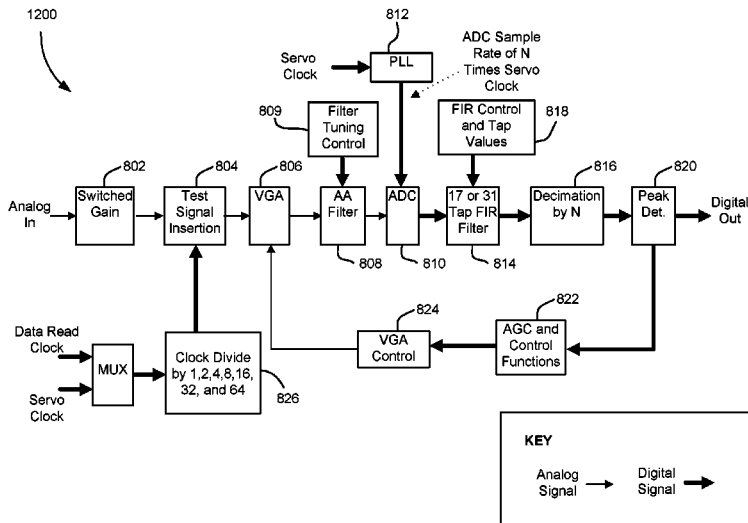 1200
812
Servo
Clock
PLL
ADC Sample
Rate of N
Times Servo
Clock
809
Filter
Tuning
Control
FIR Control
and Tap
Values
818
802
804
806
816
820
Analog
In
Switched
Gain
Test
Signal
Insertion
VGA
AA
Filter
ADC
17 or 31
Tap FIR
Filter
Decimation
by N
Peak
Det.
Digital
Out
808
810
814
824
822
VGA
Control
AGC and
Control
Functions
Data Read
Clock
Servo
Clock
MUX
Clock Divide
by 1,2,4,8,16,
32, and 64
826
KEY
Analog
Signal
Digital
Signal